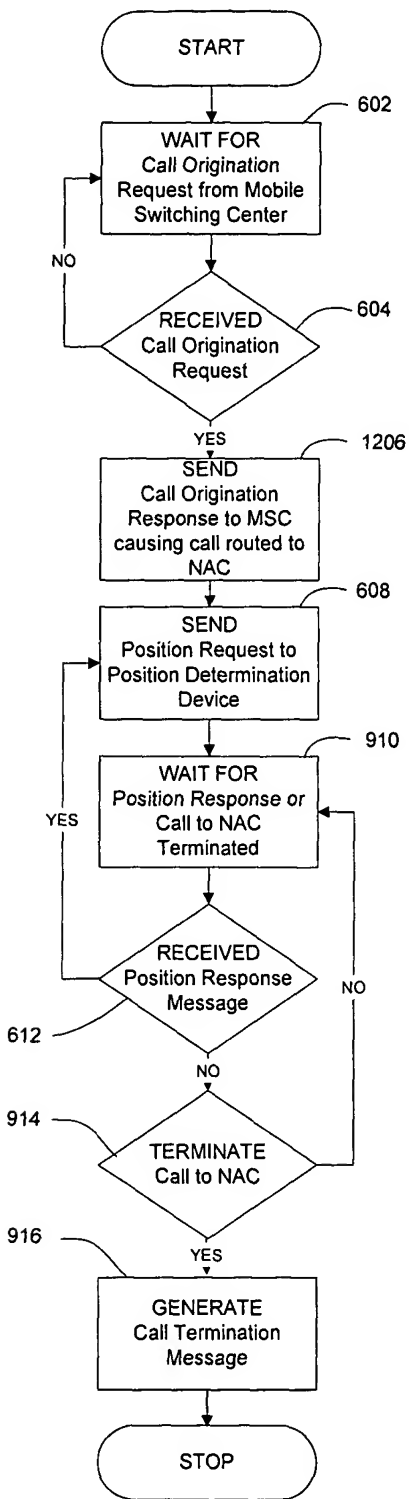 START
602
WAIT FOR
Call Origination
Request from Mobile
Switching Center
NO
604
RECEIVED
Call Origination
Request
YES
1206
SEND
Call Origination
Response to MSC
causing call routed to
NAC
608
SEND
Position Request to
Position Determination
Device
910
WAIT FOR
Position Response or
Call to NAC
Terminated
YES
RECEIVED
Position Response
Message
NO
612
NO
914
TERMINATE
Call to NAC
916
YES
GENERATE
Call Termination
Message
STOP